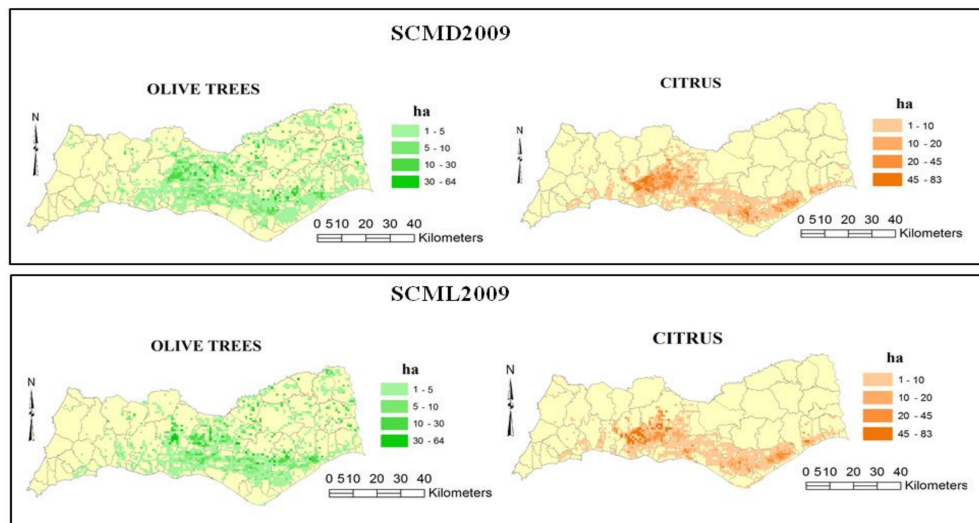 SCMD2009
OLIVE TREES
N
ha
1 - 5
5 - 10
10 - 30
30 - 64
0 510 20 30 40
Kilometers
CITRUS
N
ha
1 - 10
10 - 20
20 - 45
45 - 83
0 510 20 30 40
Kilometers
SCML2009
OLIVE TREES
N
ha
1 - 5
5 - 10
10 - 30
30 - 64
0 510 20 30 40
Kilometers
CITRUS
N
ha
1 - 10
10 - 20
20 - 45
45 - 83
0 510 20 30 40
Kilometers